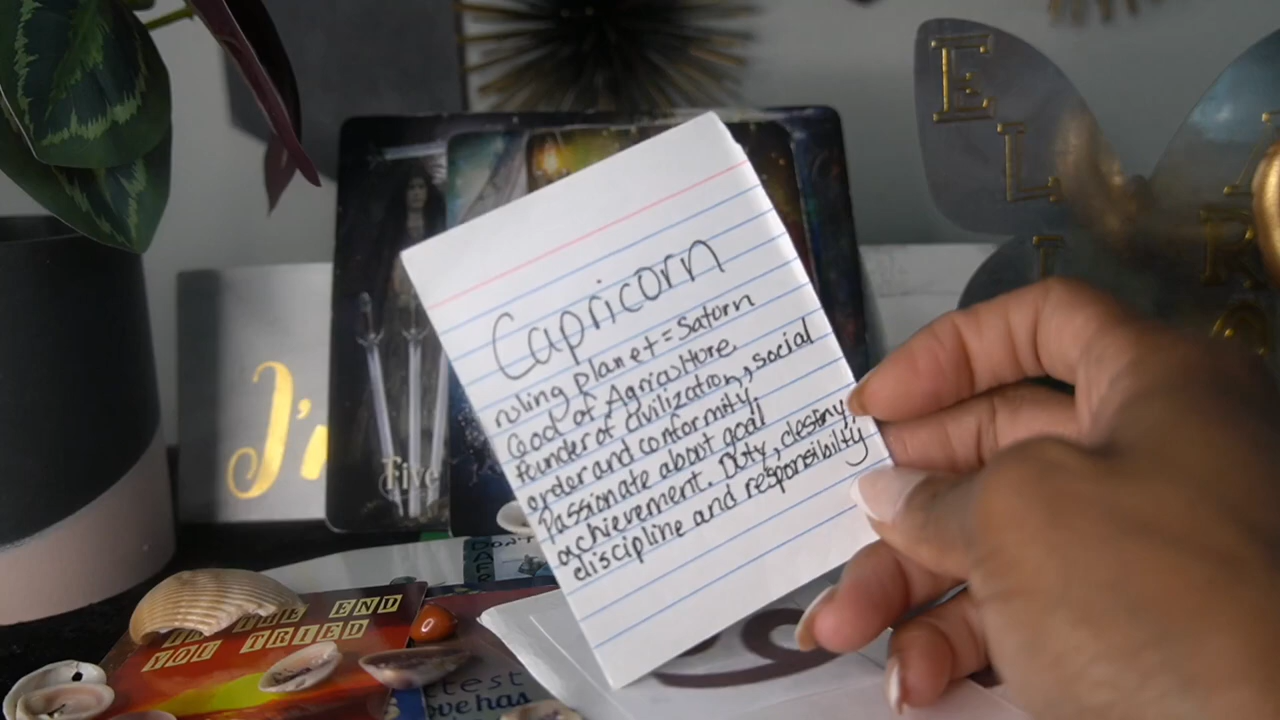 Capricorn
ruling planet = Saturn
God of Agriculture
founder of civilization, social
order and conformity.
Passionate about goal
achievement. Duty, destiny,
discipline and responsibility
Five
IN THE END
YOU TRIED
E
L
I